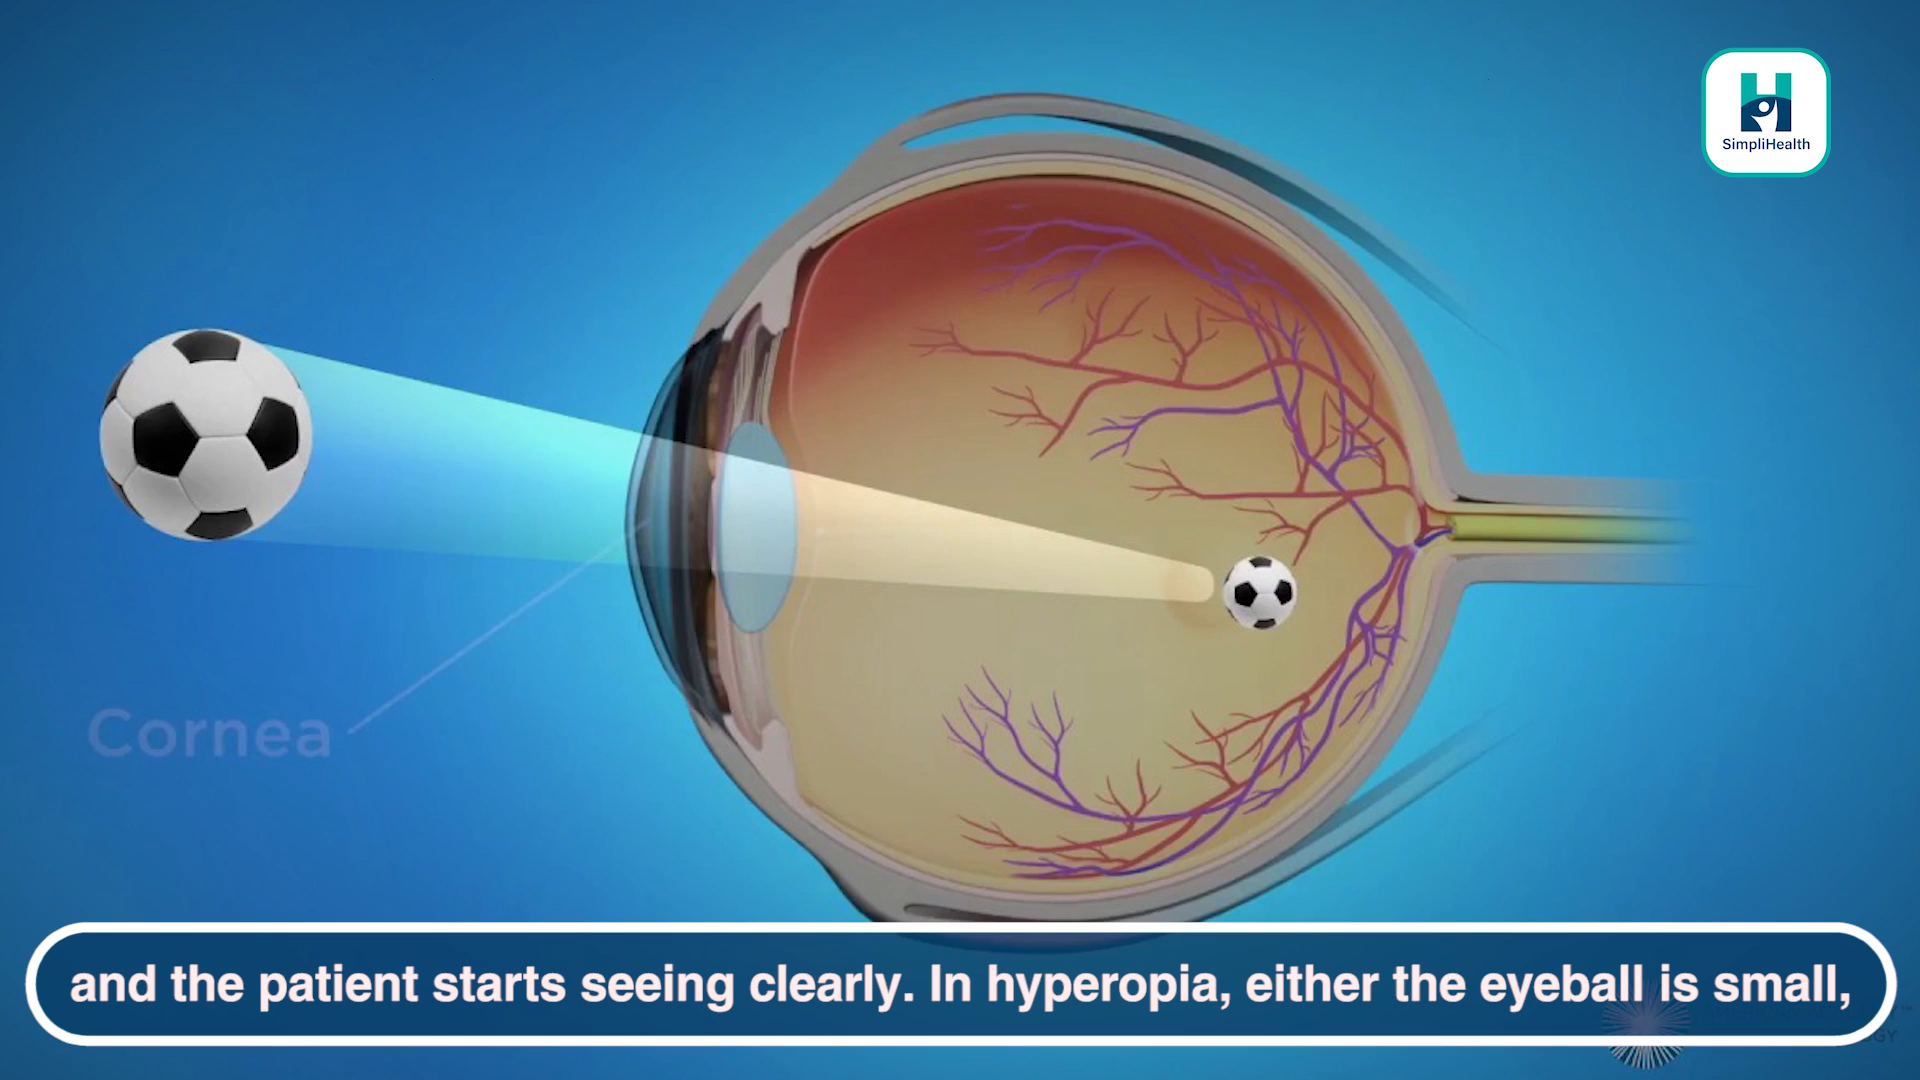 SimpliHealth
Cornea
and the patient starts seeing clearly. In hyperopia, either the eyeball is small,